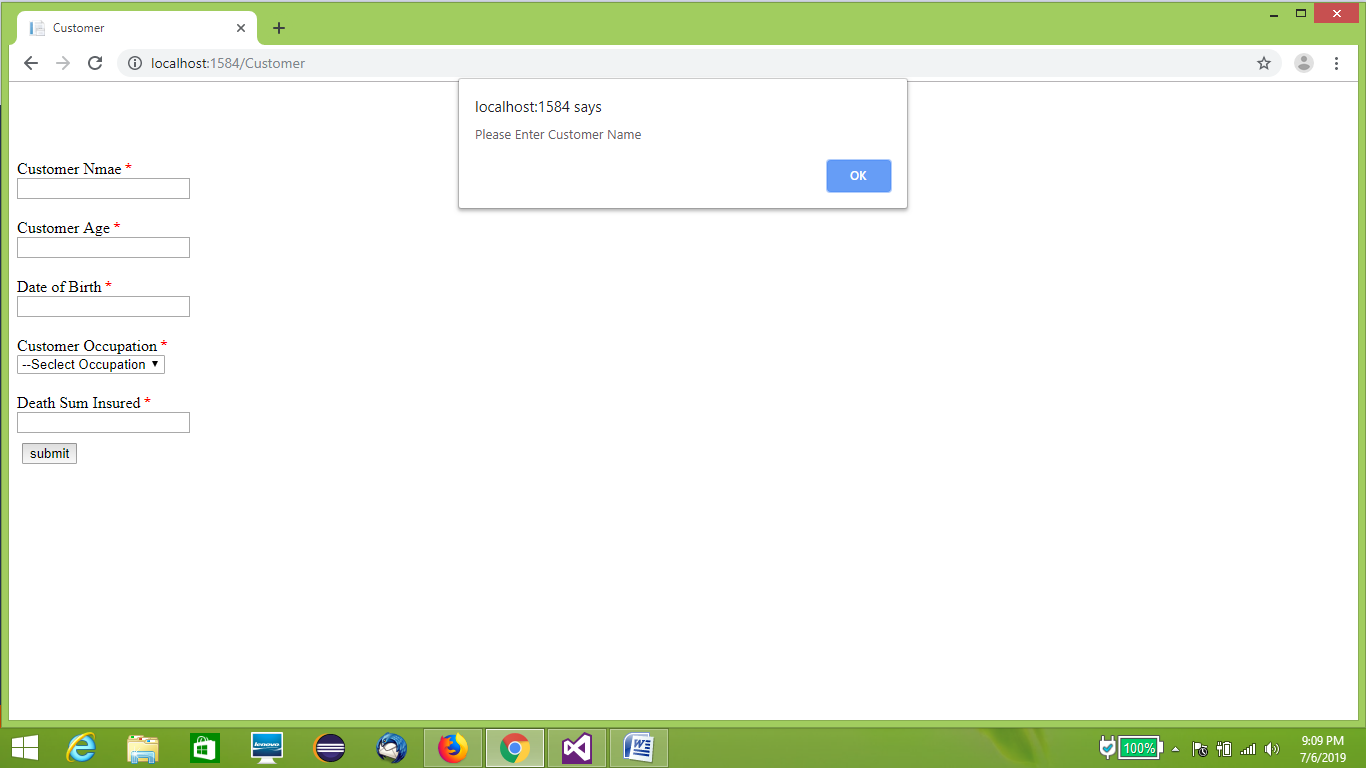 Customer
localhost:1584/Customer
localhost:1584 says
Please Enter Customer Name
OK
Customer Nmae *
Customer Age *
Date of Birth *
Customer Occupation *
--Seclect Occupation
Death Sum Insured *
submit
lenovo
100%
9:09 PM
7/6/2019